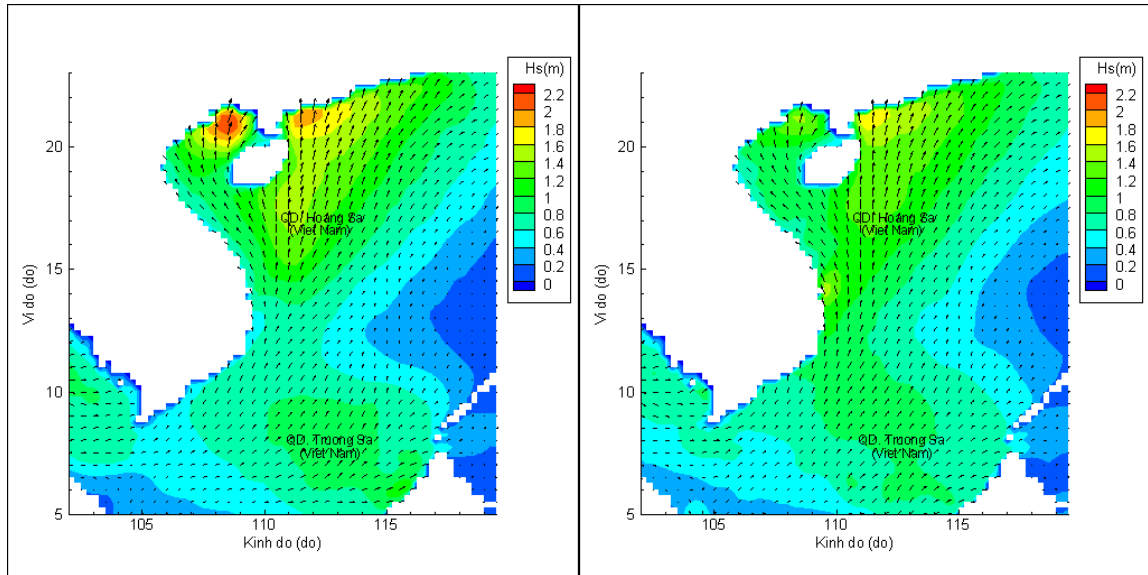 Hs(m)
2.2
2
1.8
1.6
1.4
1.2
1
0.8
0.6
0.4
0.2
0
20
15
10
5
Vi do (do)
QD. Hoang Sa
(Viet Nam)
QD. Truong Sa
(Viet Nam)
105
110
115
Kinh do (do)
Hs(m)
2.2
2
1.8
1.6
1.4
1.2
1
0.8
0.6
0.4
0.2
0
20
15
10
5
Vi do (do)
QD. Hoang Sa
(Viet Nam)
QD. Truong Sa
(Viet Nam)
105
110
115
Kinh do (do)